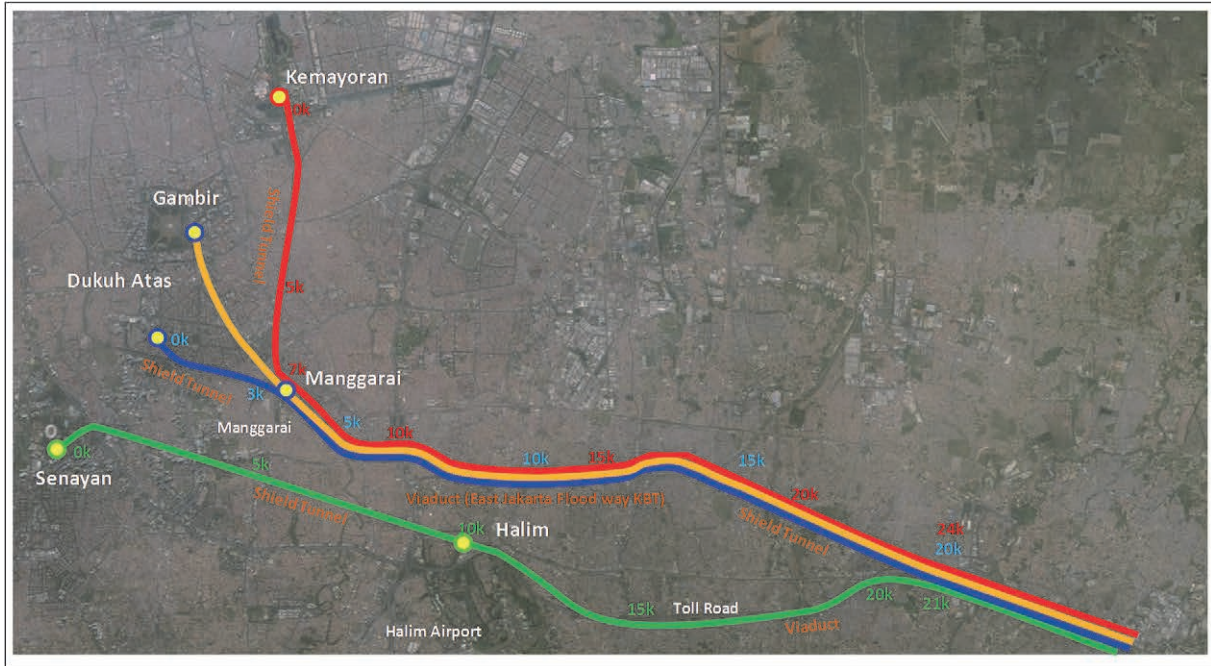 Kemayoran
0k
Gambir
Shield Tunnel
Dukuh Atas
5k
0k
Shield Tunnel
7k
Manggarai
3k
Manggarai
5k
10k
0k
Senayan
5k
Shield Tunnel
10k
15k
15k
Viaduct (East Jakarta Flood-way KBT)
20k
Shield Tunnel
10k
Halim
24k
20k
15k
Toll Road
20k
21k
Viaduct
Halim Airport